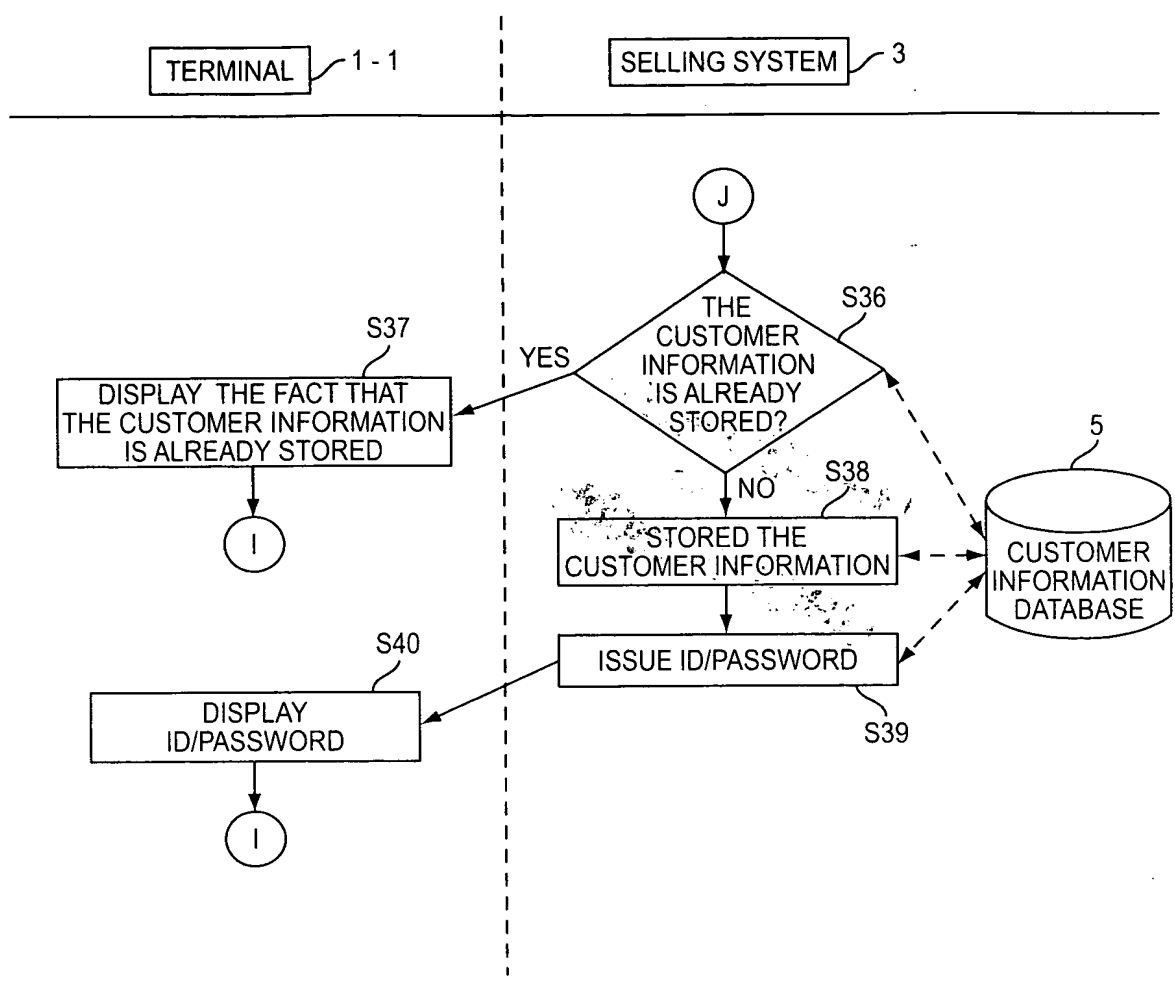 TERMINAL
1 - 1
SELLING SYSTEM
3
J
THE
CUSTOMER
INFORMATION
IS ALREADY
STORED?
S36
YES
S37
DISPLAY THE FACT THAT
THE CUSTOMER INFORMATION
IS ALREADY STORED
I
NO
S38
STORED THE
CUSTOMER INFORMATION
5
CUSTOMER
INFORMATION
DATABASE
ISSUE ID/PASSWORD
S39
S40
DISPLAY
ID/PASSWORD
I